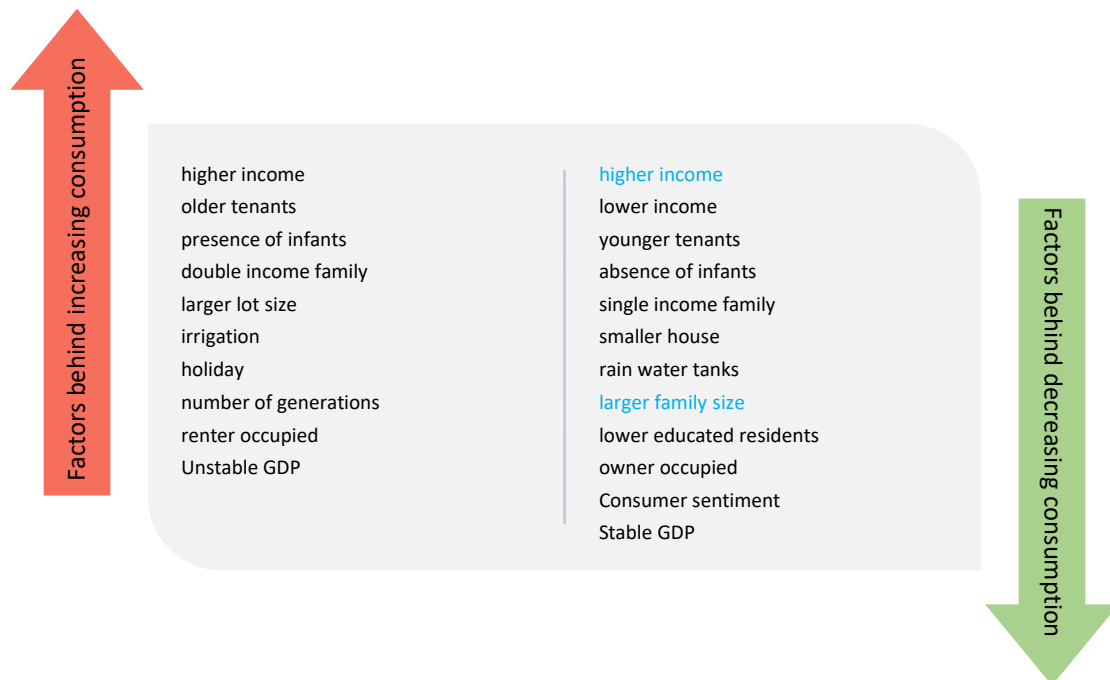 Factors behind increasing consumption
higher income
older tenants
presence of infants
double income family
larger lot size
irrigation
holiday
number of generations
renter occupied
Unstable GDP
higher income
lower income
younger tenants
absence of infants
single income family
smaller house
rain water tanks
larger family size
lower educated residents
owner occupied
Consumer sentiment
Stable GDP
Factors behind decreasing consumption